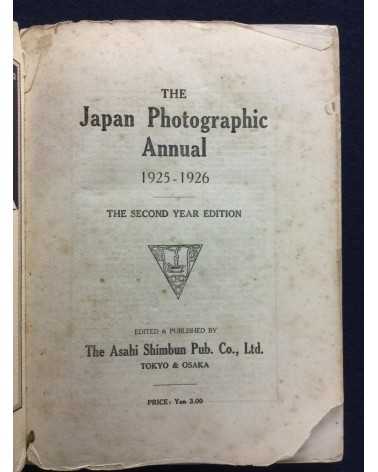 THE
Japan Photographic
Annual
1925-1926
THE SECOND YEAR EDITION
EDITED & PUBLISHED BY
The Asahi Shimbun Pub. Co., Ltd.
TOKYO & OSAKA
PRICE: Yen 3.00